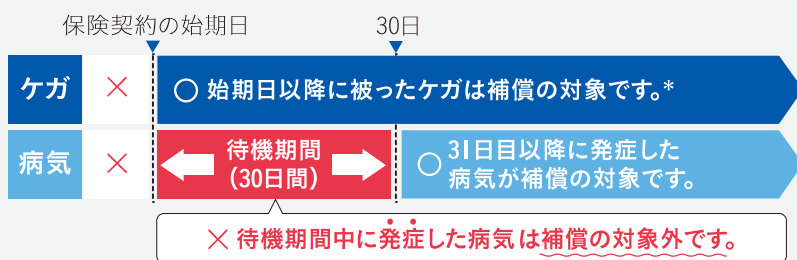 保険契約の始期日
30日
ケガ
×
○ 始期日以降に被ったケガは補償の対象です。*
病気
×
待機期間
(30日間)
○ 31日目以降に発症した
病気が補償の対象です。
× 待機期間中に発症した病気は補償の対象外です。